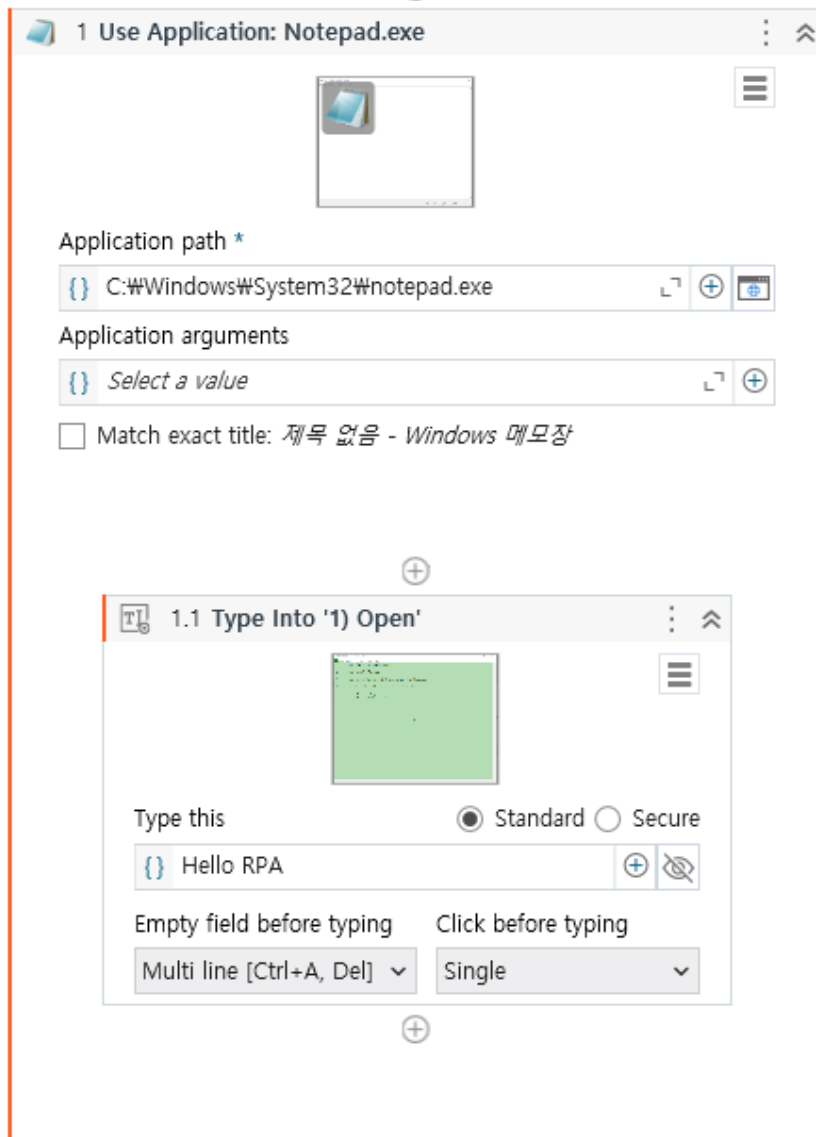 1 Use Application: Notepad.exe
Application path *
{} C:₩Windows₩System32₩notepad.exe
Application arguments
{} Select a value
Match exact title: 제목 없음 - Windows 메모장
1.1 Type Into '1) Open'
Type this Standard Secure
{} Hello RPA
Empty field before typing Click before typing
Multi line [Ctrl+A, Del] Single